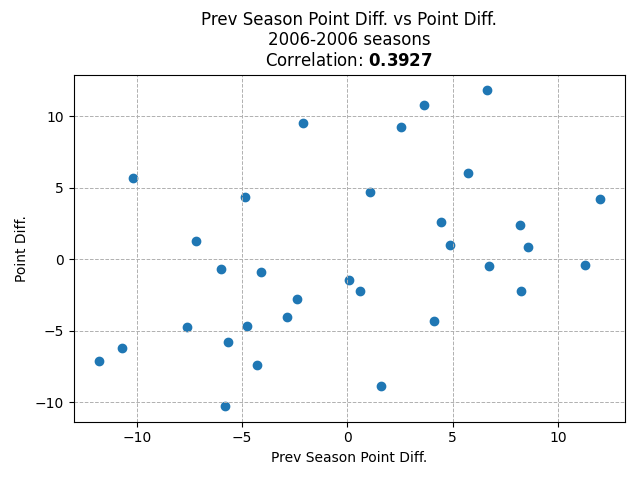 Prev Season Point Diff. vs Point Diff.
2006-2006 seasons
Correlation: 0.3927
10
5
0
−5
−10
Point Diff.
−10
−5
0
5
10
Prev Season Point Diff.